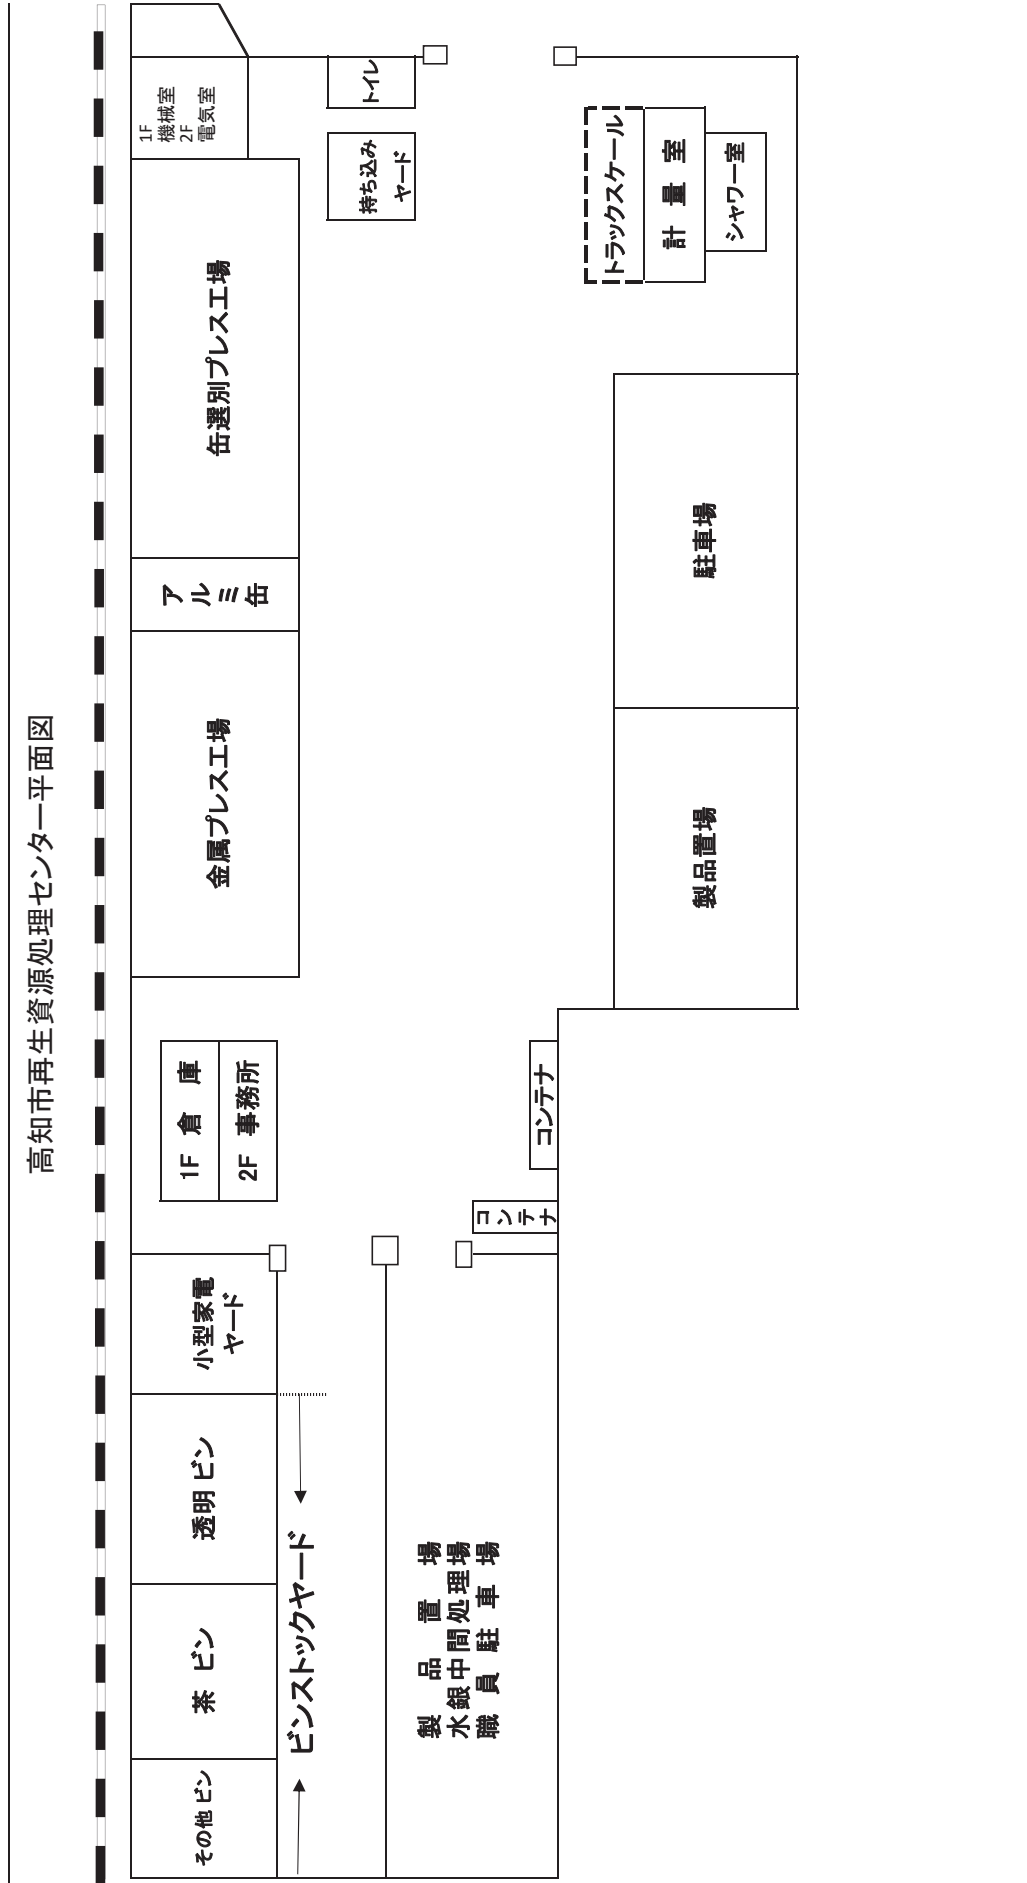 高知市再生資源処理センター平面図
その他 ビン
茶 ビン
透明 ビン
小型家電
ヤード
ビンストックヤード
製品置場
水銀中間処理場
職員駐車場
1F 倉 庫
2F 事務所
コンテナ
コンテナ
金属プレス工場
アルミ缶
缶選別プレス工場
製品置場
駐車場
1F
機械室
2F
電気室
持ち込み
ヤード
トイレ
トラックスケール
計 量 室
シャワー室